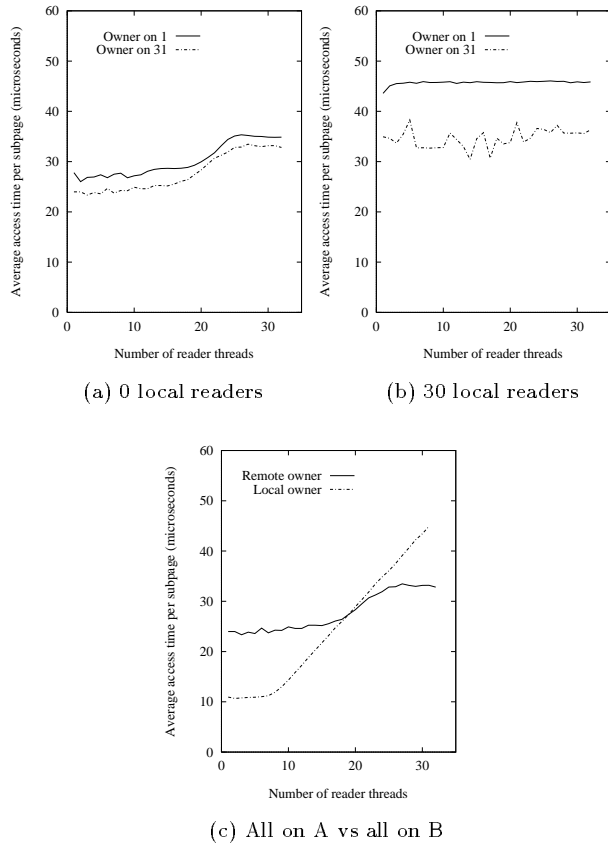 Average access time per subpage (microseconds)
60
50
40
30
20
10
0
Owner on 1
Owner on 31
0 10 20 30
Number of reader threads
(a) 0 local readers
Average access time per subpage (microseconds)
60
50
40
30
20
10
0
Owner on 1
Owner on 31
0 10 20 30
Number of reader threads
(b) 30 local readers
Average access time per subpage (microseconds)
60
50
40
30
20
10
0
Remote owner
Local owner
0 10 20 30
Number of reader threads
(c) All on A vs all on B